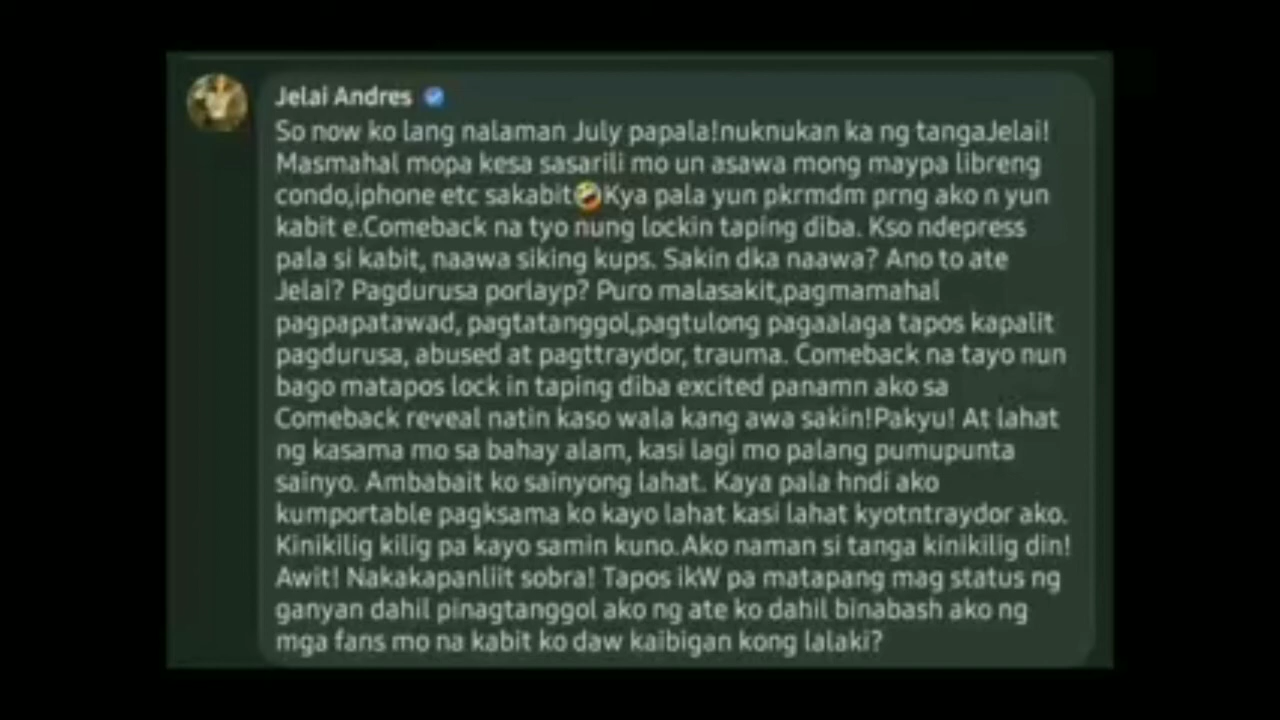 Jelai Andres
So now ko lang nalaman July papala!nuknukan ka ng tangaJelai!
Masmahal mopa kesa sasarili mo un asawa mong maypa libreng
condo,iphone etc sakabit🤣Kya pala yun pkrmdm prng ako n yun
kabit e.Comeback na tyo nung lockin taping diba. Kso ndepress
pala si kabit, naawa siking kups. Sakin dka naawa? Ano to ate
Jelai? Pagdurusa porlayp? Puro malasakit,pagmamahal
pagpapatawad, pagtatanggol,pagtulong pagaalaga tapos kapalit
pagdurusa, abused at pagttraydor, trauma. Comeback na tayo nun
bago matapos lock in taping diba excited panamn ako sa
Comeback reveal natin kaso wala kang awa sakin!Pakyu! At lahat
ng kasama mo sa bahay alam, kasi lagi mo palang pumupunta
sainyo. Ambabait ko sainyong lahat. Kaya pala hndi ako
kumportable pagksama ko kayo lahat kasi lahat kyotntraydor ako.
Kinikilig kilig pa kayo samin kuno.Ako naman si tanga kinikilig din!
Awit! Nakakapanliit sobra! Tapos ikW pa matapang mag status ng
ganyan dahil pinagtanggol ako ng ate ko dahil binabash ako ng
mga fans mo na kabit ko daw kaibigan kong lalaki?